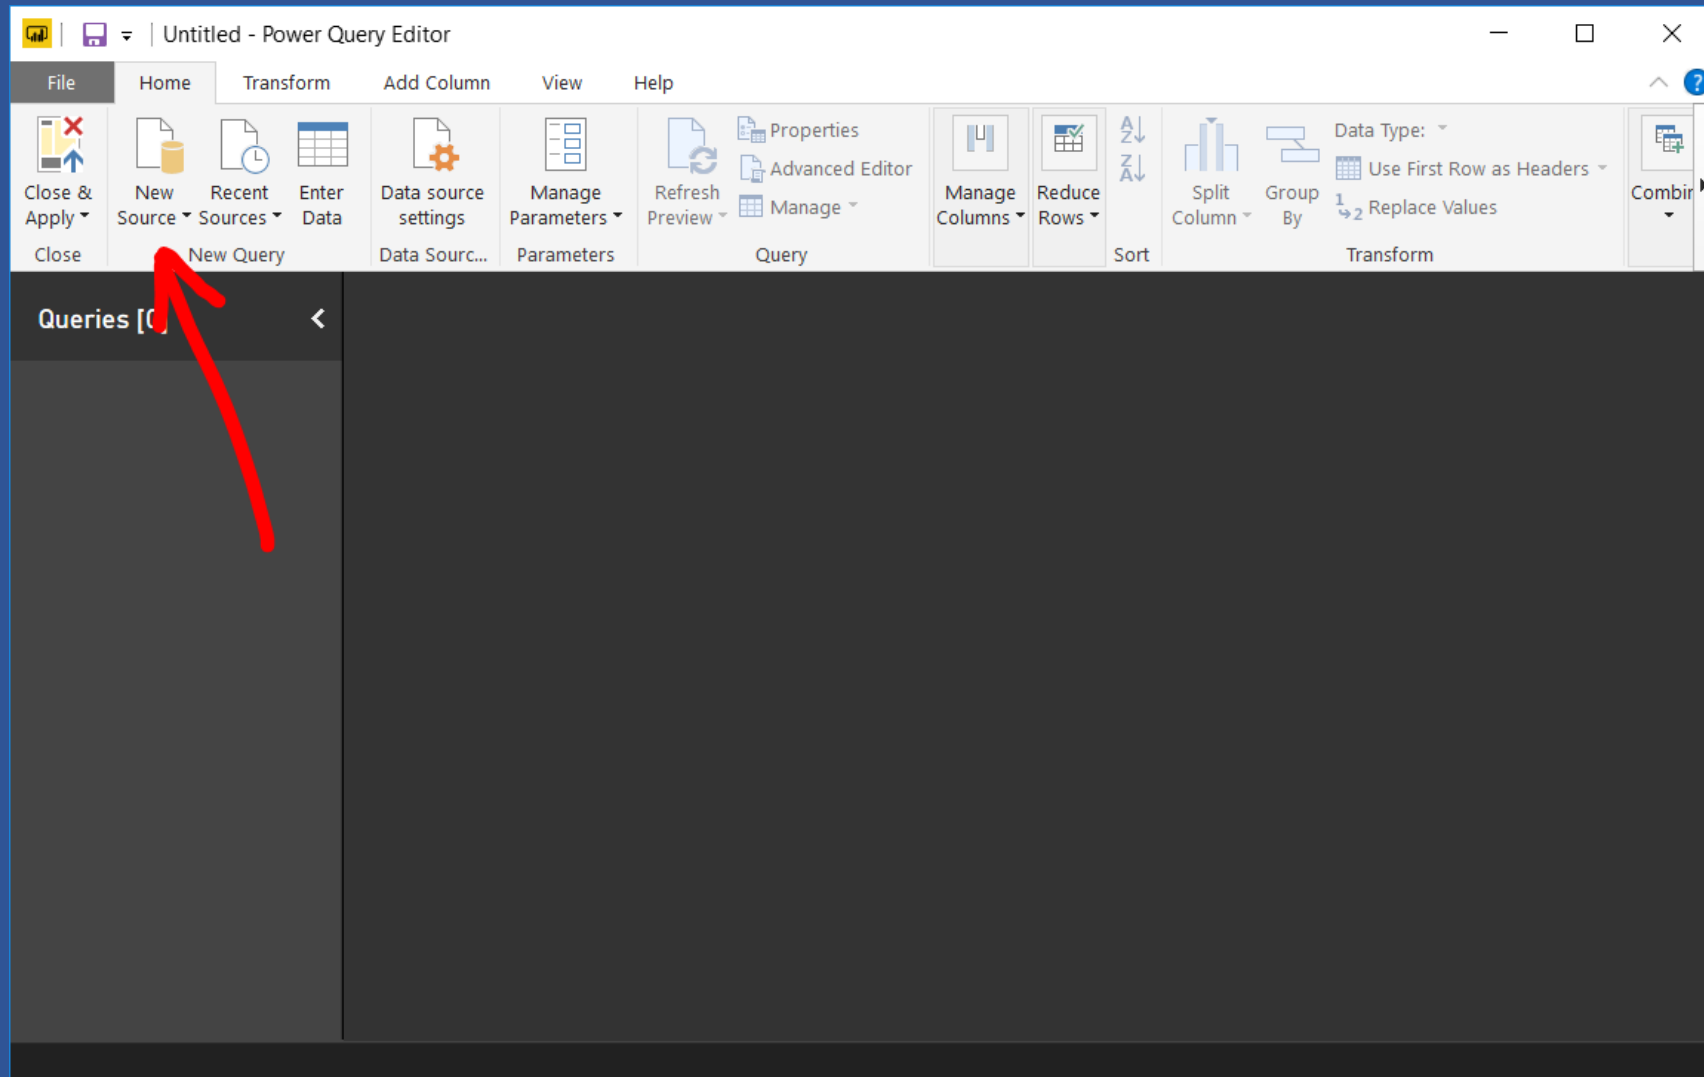 Untitled - Power Query Editor
File Home Transform Add Column View Help
Close & Apply
New Source
Recent Sources
Enter Data
Data source settings
Manage Parameters
Refresh Preview
Properties
Advanced Editor
Manage
Manage Columns
Reduce Rows
A Z
Z A
Split Column
Group By
Data Type:
Use First Row as Headers
1 2 Replace Values
Combin
Close New Query Data Sourc... Parameters Query Sort Transform
Queries